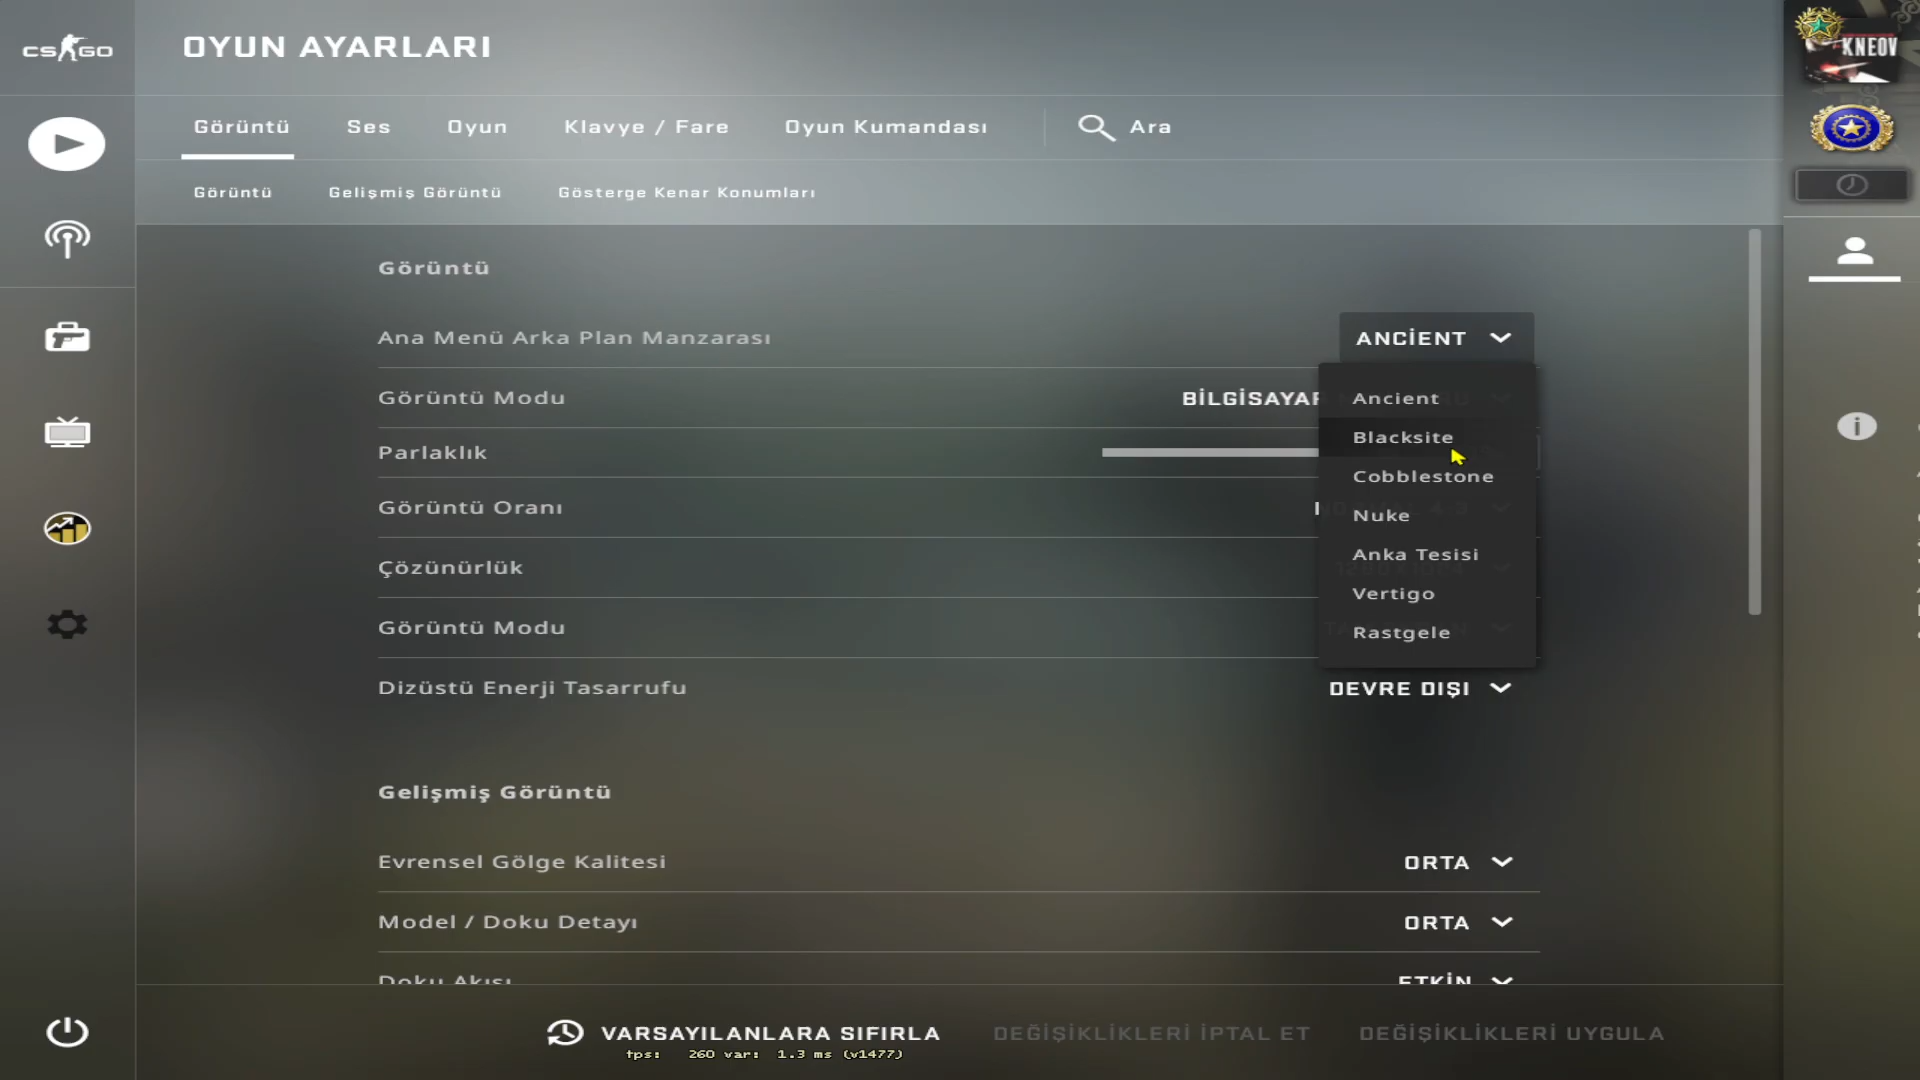 CS GO
OYUN AYARLARI
KNEOV
Görüntü Ses Oyun Klavye / Fare Oyun Kumandası Ara
Görüntü Gelişmiş Görüntü Gösterge Kenar Konumları
Görüntü
Ana Menü Arka Plan Manzarası ANCİENT
Görüntü Modu BİLGİSAYAR
Ancient
Blacksite
Parlaklık
Cobblestone
Görüntü Oranı
Nuke
Anka Tesisi
Çözünürlük
Vertigo
Görüntü Modu
Rastgele
Dizüstü Enerji Tasarrufu DEVRE DIŞI
Gelişmiş Görüntü
Evrensel Gölge Kalitesi ORTA
Model / Doku Detayı ORTA
Doku Akışı ETKİN
VARSAYILANLARA SIFIRLA DEĞİŞİKLİKLERİ İPTAL ET DEĞİŞİKLİKLERİ UYGULA
fps: 260 var: 1.3 ms (v1477)